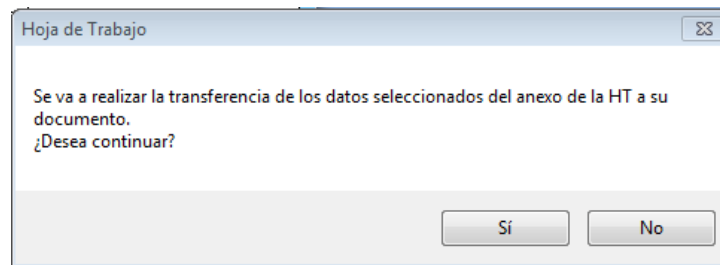 Hoja de Trabajo
Se va a realizar la transferencia de los datos seleccionados del anexo de la HT a su
documento.
¿Desea continuar?
Sí
No